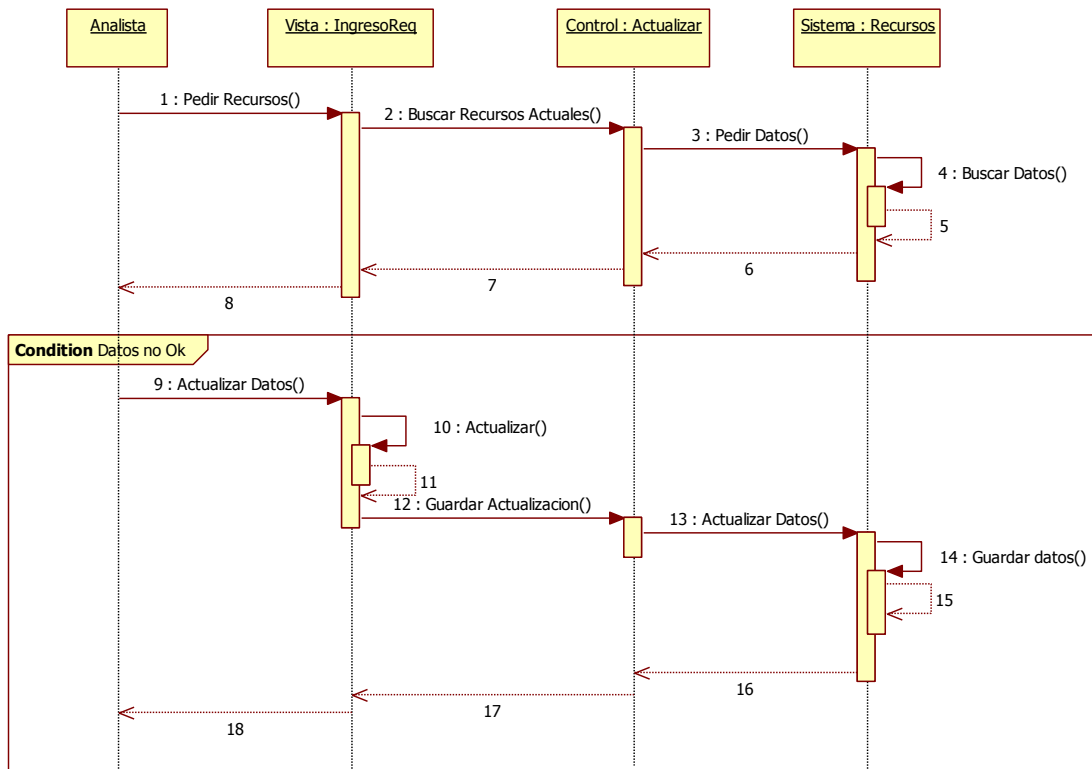 Analista
Vista : IngresoReq
Control : Actualizar
Sistema : Recursos
1 : Pedir Recursos()
2 : Buscar Recursos Actuales()
3 : Pedir Datos()
4 : Buscar Datos()
5
6
7
8
Condition Datos no Ok
9 : Actualizar Datos()
10 : Actualizar()
11
12 : Guardar Actualizacion()
13 : Actualizar Datos()
14 : Guardar datos()
15
16
17
18